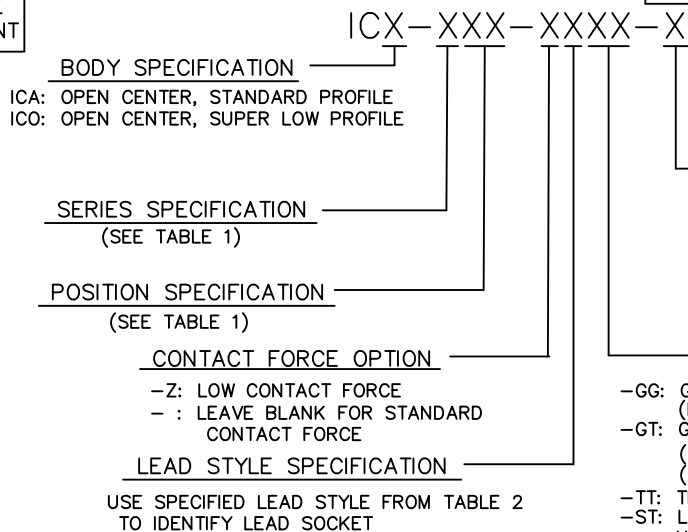 ICX-XXX-XXXX-X
BODY SPECIFICATION
ICA: OPEN CENTER, STANDARD PROFILE
ICO: OPEN CENTER, SUPER LOW PROFILE
SERIES SPECIFICATION
(SEE TABLE 1)
POSITION SPECIFICATION
(SEE TABLE 1)
CONTACT FORCE OPTION
-Z: LOW CONTACT FORCE
- : LEAVE BLANK FOR STANDARD
CONTACT FORCE
LEAD STYLE SPECIFICATION
USE SPECIFIED LEAD STYLE FROM TABLE 2
TO IDENTIFY LEAD SOCKET
-GG:
-GT:
-TT:
-ST: